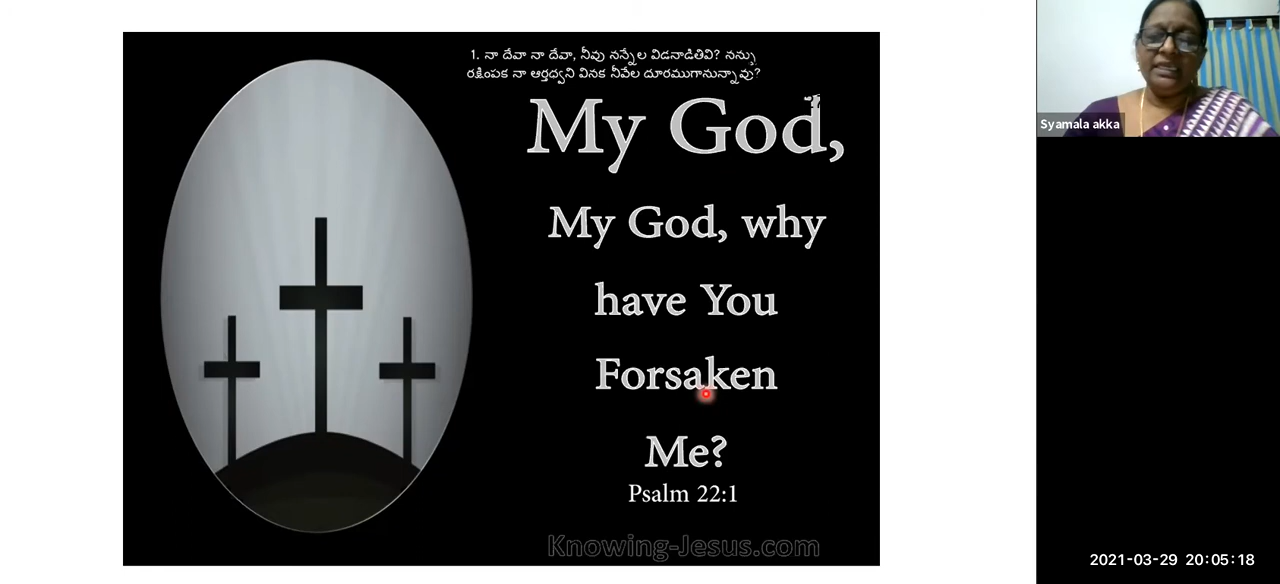 1. నా దేవా నా దేవా, నీవు నన్నేల విడనాడితివి? నన్ను
రక్షింపక నా ఆర్తధ్వని వినక నీవేల దూరముగానున్నావు?
My God,
My God, why
have You
Forsaken
Me?
Psalm 22:1
Knowing-Jesus.com
Syamala akka
2021-03-29 20:05:18